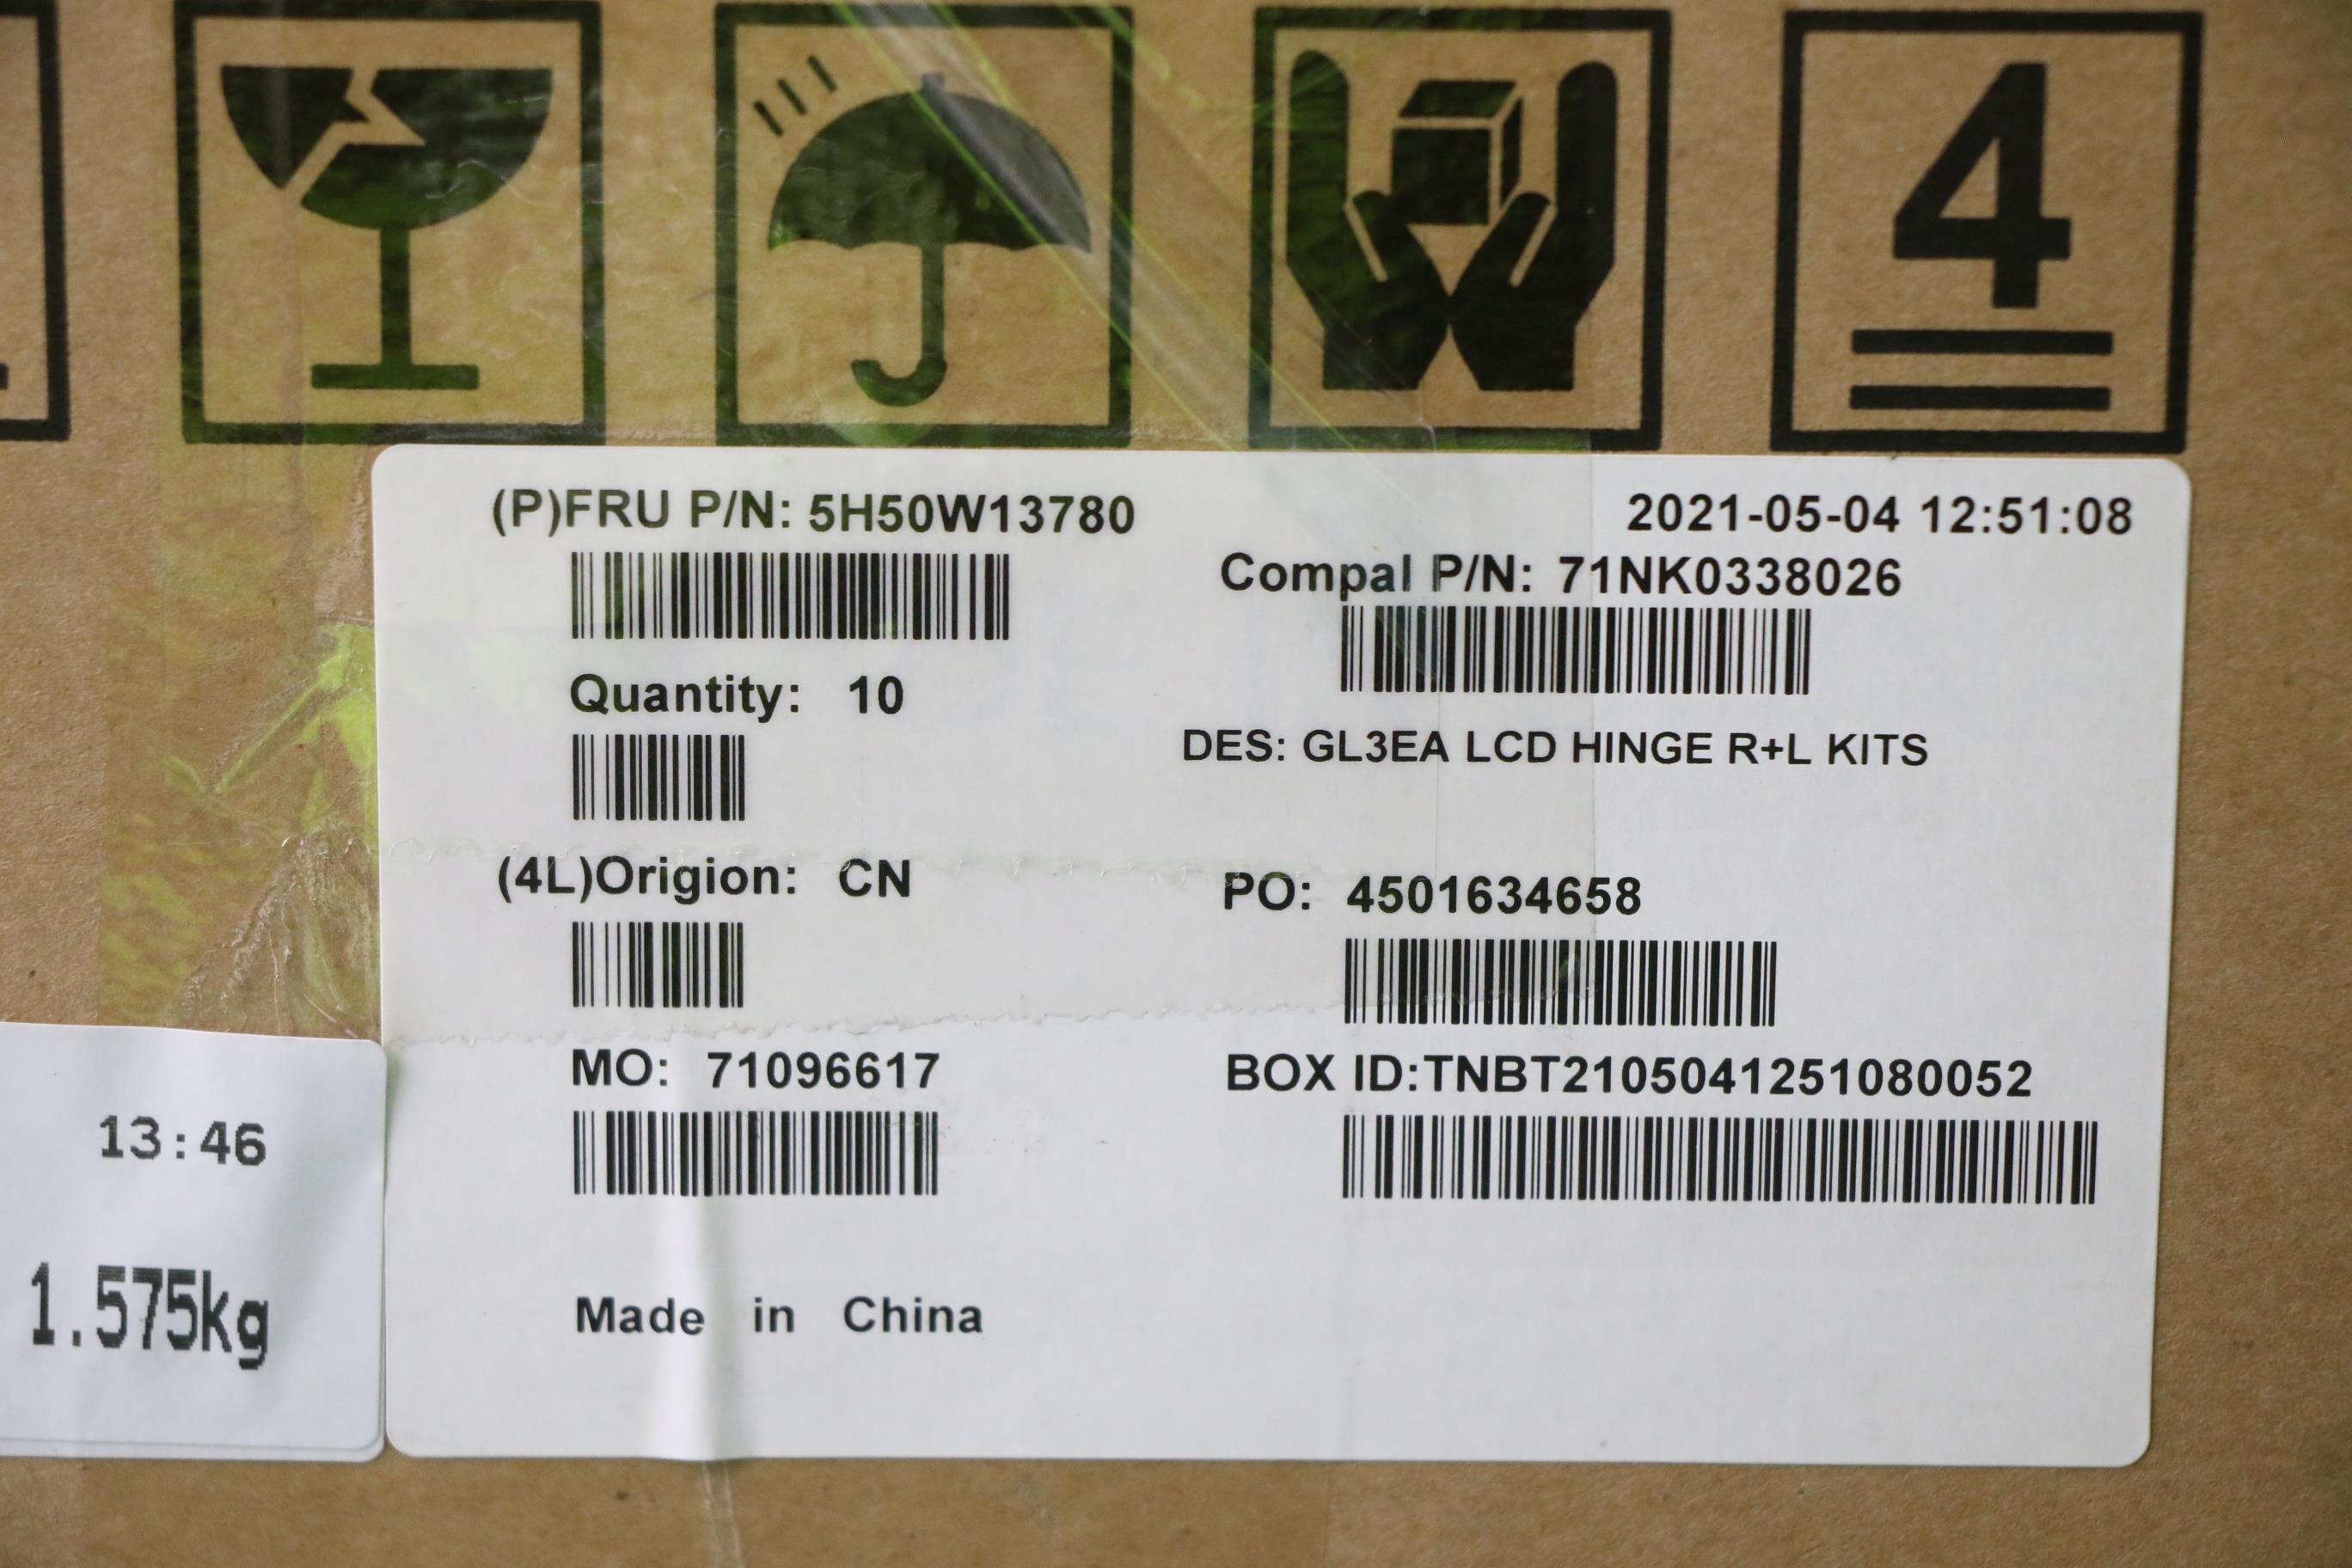 4
(P)FRU P/N: 5H50W13780
2021-05-04 12:51:08
Compal P/N: 71NK0338026
Quantity: 10
DES: GL3EA LCD HINGE R+L KITS
(4L)Origion: CN
PO: 4501634658
MO: 71096617
BOX ID:TNBT2105041251080052
Made in China
13:46
1.575kg